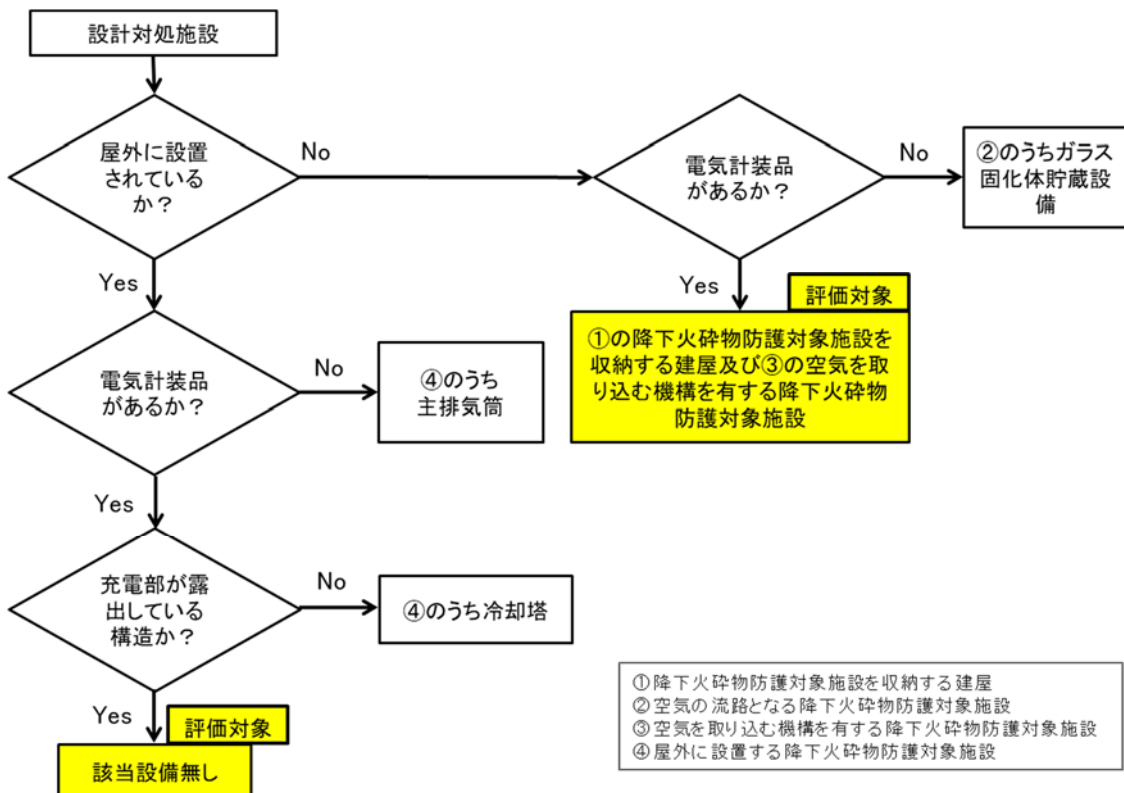 設計対処施設
屋外に設置
されている
か？
No
電気計装品
があるか？
No
②のうちガラス
固化体貯蔵設
備
Yes
Yes
評価対象
①の降下火砕物防護対象施設を
収納する建屋及び③の空気を取
り込む機構を有する降下火砕物
防護対象施設
電気計装品
があるか？
No
④のうち
主排気筒
Yes
充電部が露
出している
構造か？
No
④のうち冷却塔
Yes
評価対象
該当設備無し
①降下火砕物防護対象施設を収納する建屋
②空気の流路となる降下火砕物防護対象施設
③空気を取り込む機構を有する降下火砕物防護対象施設
④屋外に設置する降下火砕物防護対象施設